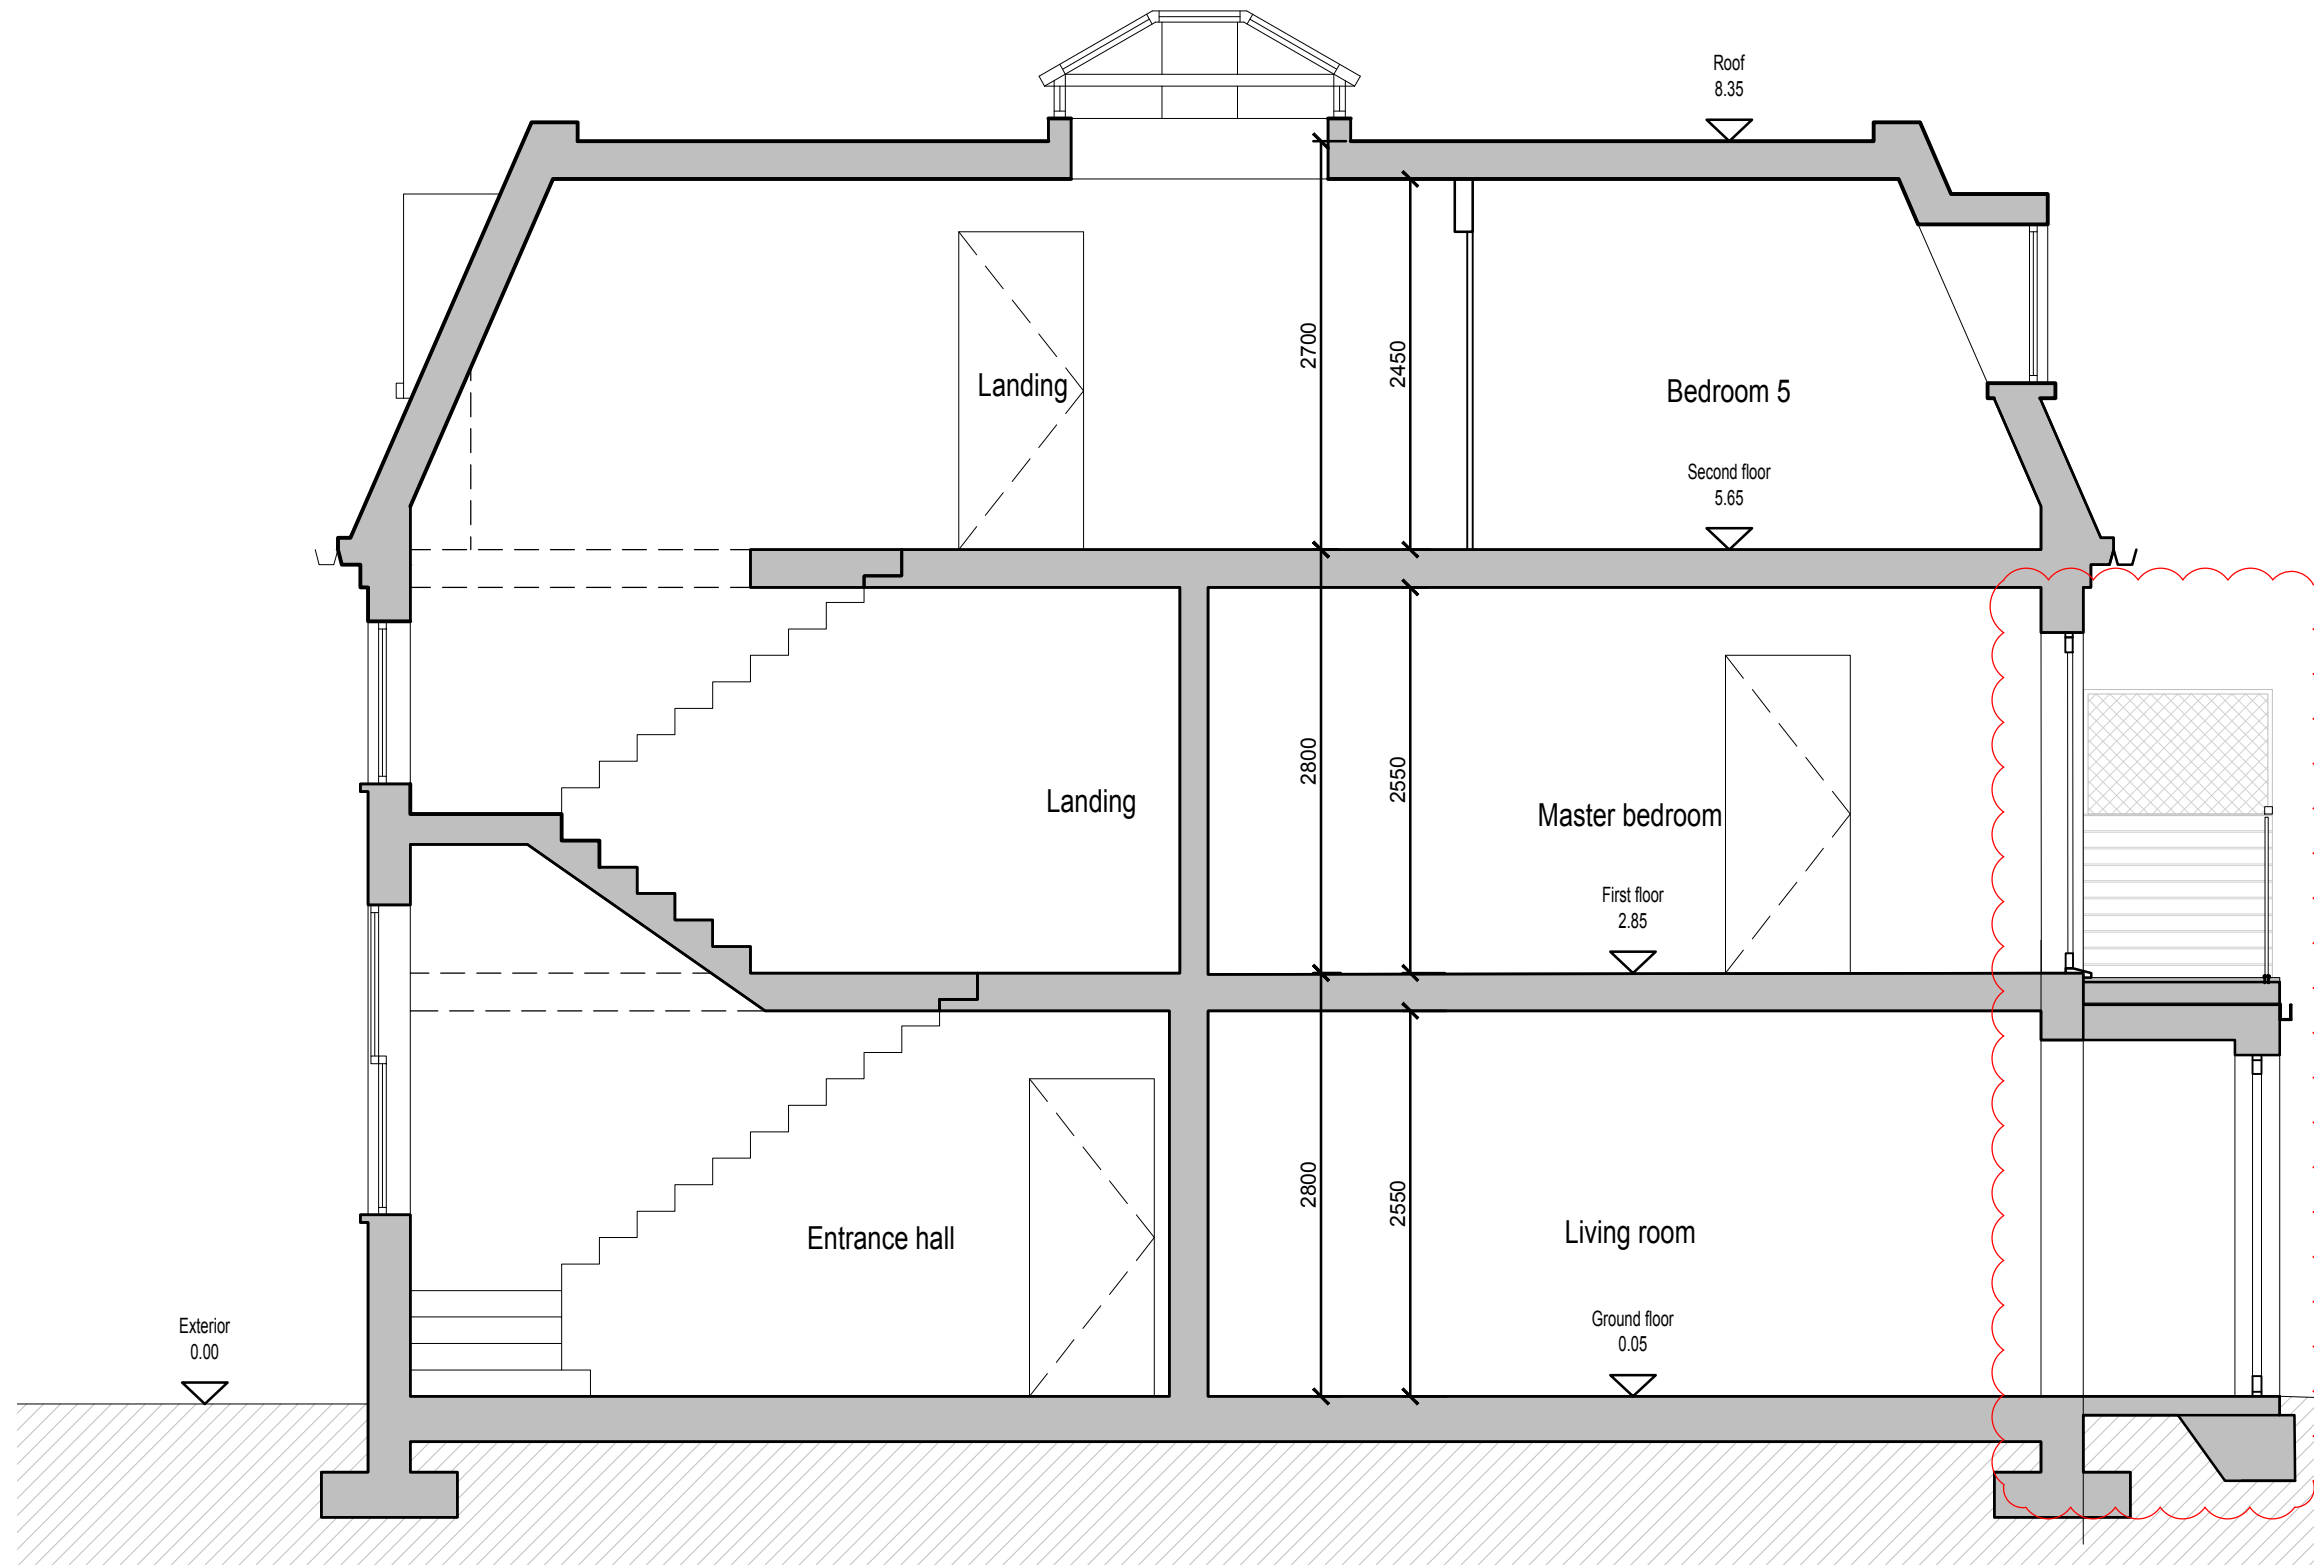 Roof
8.35
2700
2450
Landing
Bedroom 5
Second floor
5.65
2800
2550
Landing
Master bedroom
First floor
2.85
2800
2550
Entrance hall
Living room
Exterior
0.00
Ground floor
0.05